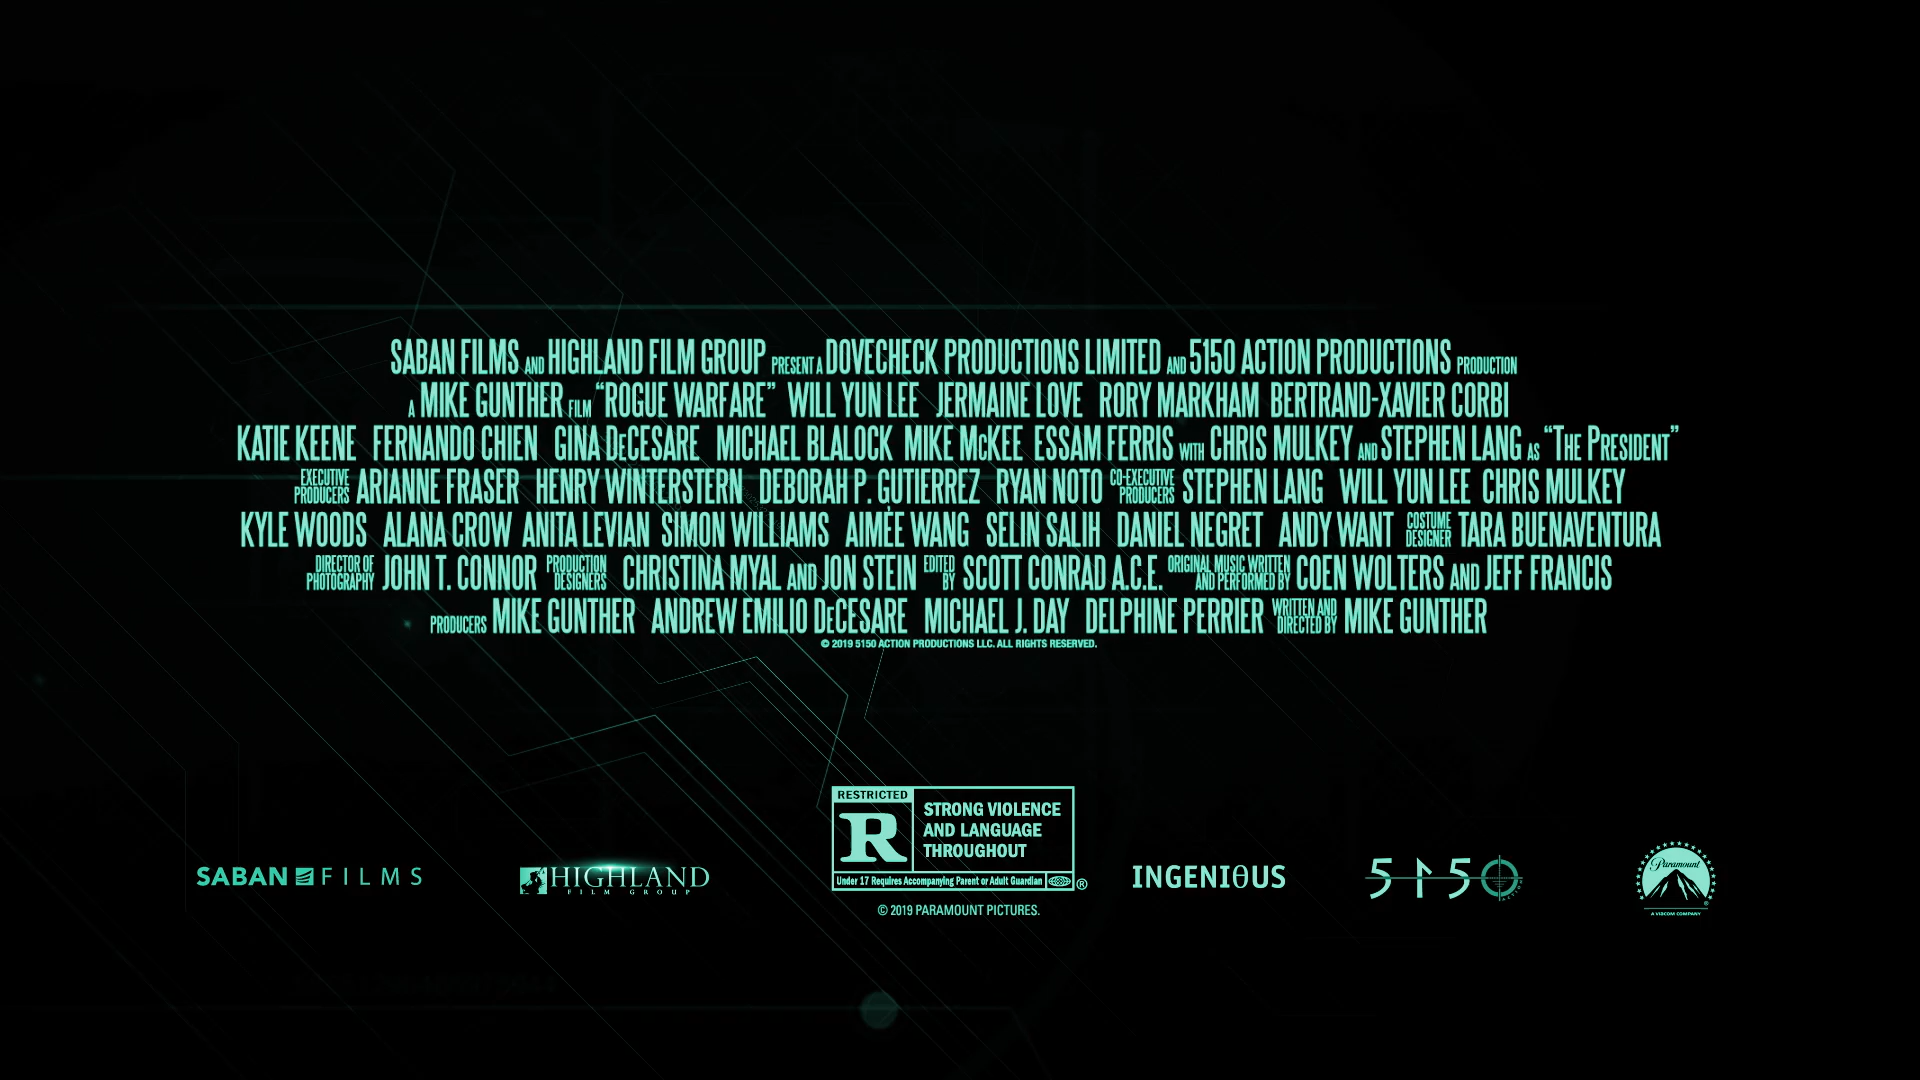 SABAN FILMS AND HIGHLAND FILM GROUP PRESENT A DOVECHECK PRODUCTIONS LIMITED AND 5150 ACTION PRODUCTIONS PRODUCTION
A MIKE GUNTHER FILM “ROGUE WARFARE” WILL YUN LEE JERMAINE LOVE RORY MARKHAM BERTRAND-XAVIER CORBI
KATIE KEENE FERNANDO CHIEN GINA DeCESARE MICHAEL BLALOCK MIKE McKEE ESSAM FERRIS WITH CHRIS MULKEY AND STEPHEN LANG AS “THE PRESIDENT”
EXECUTIVE PRODUCERS ARIANNE FRASER HENRY WINTERSTERN DEBORAH P. GUTIERREZ RYAN NOTO CO-EXECUTIVE PRODUCERS STEPHEN LANG WILL YUN LEE CHRIS MULKEY
KYLE WOODS ALANA CROW ANITA LEVIAN SIMON WILLIAMS AIMÈE WANG SELIN SALIH DANIEL NEGRET ANDY WANT COSTUME DESIGNER TARA BUENAVENTURA
DIRECTOR OF PHOTOGRAPHY JOHN T. CONNOR PRODUCTION DESIGNERS CHRISTINA MYAL AND JON STEIN EDITED BY SCOTT CONRAD A.C.E. ORIGINAL MUSIC WRITTEN AND PERFORMED BY COEN WOLTERS AND JEFF FRANCIS
PRODUCERS MIKE GUNTHER ANDREW EMILIO DeCESARE MICHAEL J. DAY DELPHINE PERRIER WRITTEN AND DIRECTED BY MIKE GUNTHER
© 2019 5150 ACTION PRODUCTIONS LLC. ALL RIGHTS RESERVED.
SABAN FILMS
HIGHLAND
FILM GROUP
RESTRICTED
R
STRONG VIOLENCE
AND LANGUAGE
THROUGHOUT
Under 17 Requires Accompanying Parent or Adult Guardian
®
© 2019 PARAMOUNT PICTURES.
INGENIθUS
5150
Paramount
®
A VIACOM COMPANY